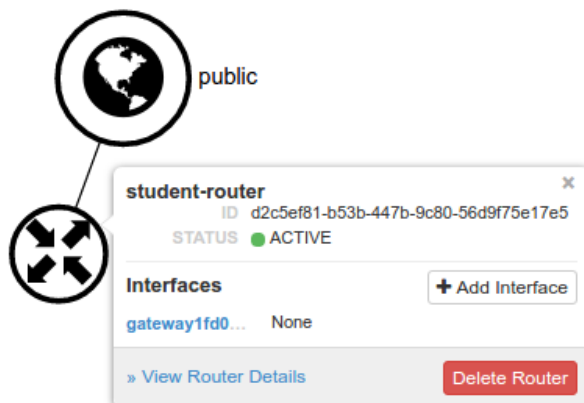 public
student-router ×
ID d2c5ef81-b53b-447b-9c80-56d9f75e17e5
STATUS ACTIVE
Interfaces + Add Interface
gateway1fd0... None
» View Router Details Delete Router